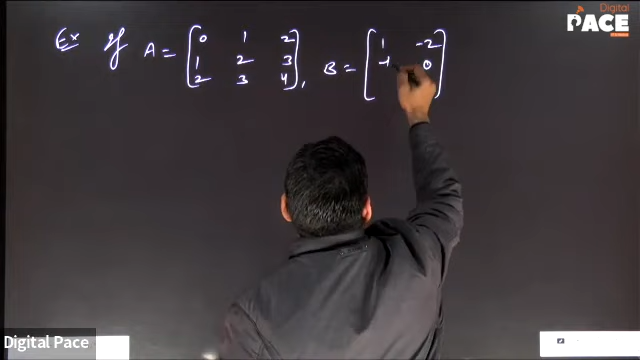 Digital
PACE
Ex If A = [0 1 2
1 2 3
2 3 4], B = [1 -2
-1 0]
Digital Pace